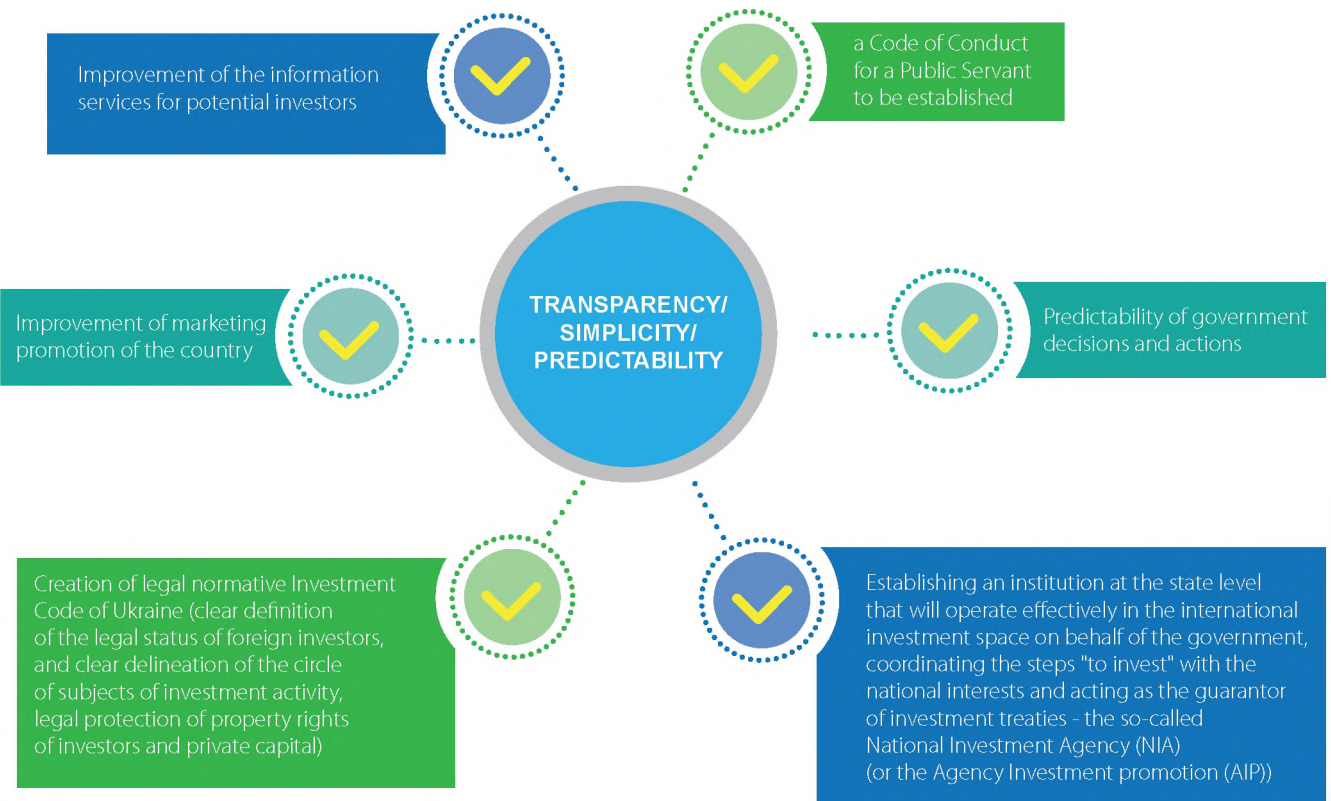 Improvement of the information
services for potential investors
a Code of Conduct
for a Public Servant
to be established
TRANSPARENCY/
SIMPLICITY/
PREDICTABILITY
Improvement of marketing
promotion of the country
Predictability of government
decisions and actions
Creation of legal normative Investment
Code of Ukraine (clear definition
of the legal status of foreign investors,
and clear delineation of the circle
of subjects of investment activity,
legal protection of property rights
of investors and private capital)
Establishing an institution at the state level
that will operate effectively in the international
investment space on behalf of the government,
coordinating the steps "to invest" with the
national interests and acting as the guarantor
of investment treaties - the so-called
National Investment Agency (NIA)
(or the Agency Investment promotion (AIP))